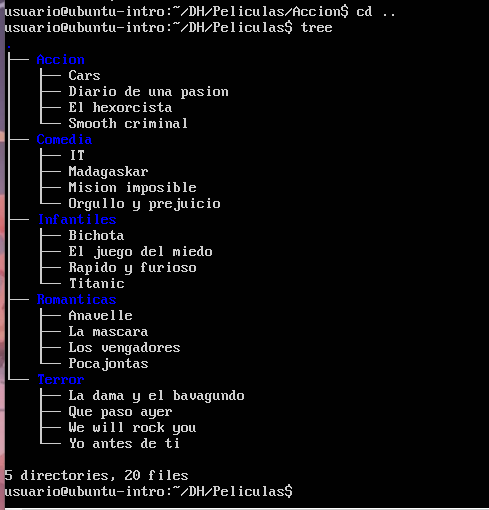 usuario@ubuntu-intro:~/DH/Peliculas/Accion$ cd ..
usuario@ubuntu-intro:~/DH/Peliculas$ tree
.
├── Accion
│   ├── Cars
│   ├── Diario de una pasion
│   ├── El hexorcista
│   └── Smooth criminal
├── Comedia
│   ├── IT
│   ├── Madagaskar
│   ├── Mision imposible
│   └── Orgullo y prejuicio
├── Infantiles
│   ├── Bichota
│   ├── El juego del miedo
│   ├── Rapido y furioso
│   └── Titanic
├── Romanticas
│   ├── Anavelle
│   ├── La mascara
│   ├── Los vengadores
│   └── Pocajontas
└── Terror
    ├── La dama y el bavagundo
    ├── Que paso ayer
    ├── We will rock you
    └── Yo antes de ti

5 directories, 20 files
usuario@ubuntu-intro:~/DH/Peliculas$